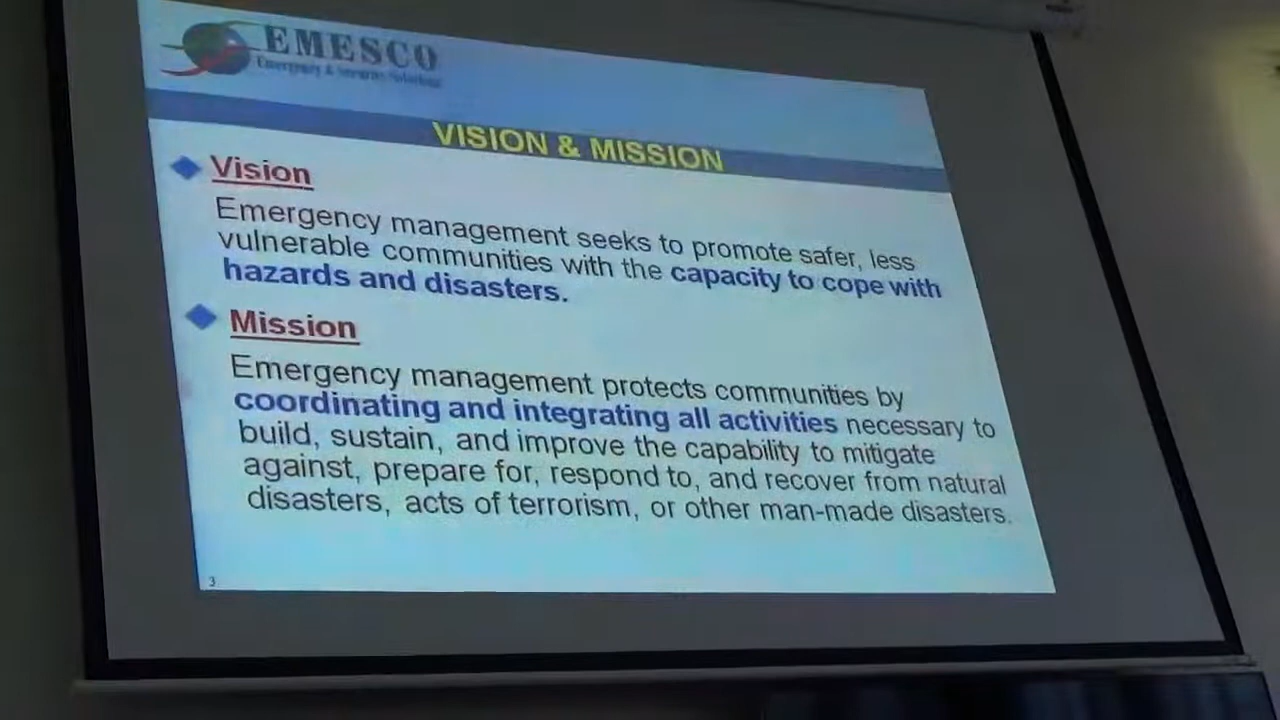 EMESCO
Emergency & Integrity Solutions
VISION & MISSION
Vision
Emergency management seeks to promote safer, less
vulnerable communities with the capacity to cope with
hazards and disasters.
Mission
Emergency management protects communities by
coordinating and integrating all activities necessary to
build, sustain, and improve the capability to mitigate
against, prepare for, respond to, and recover from natural
disasters, acts of terrorism, or other man-made disasters.
3